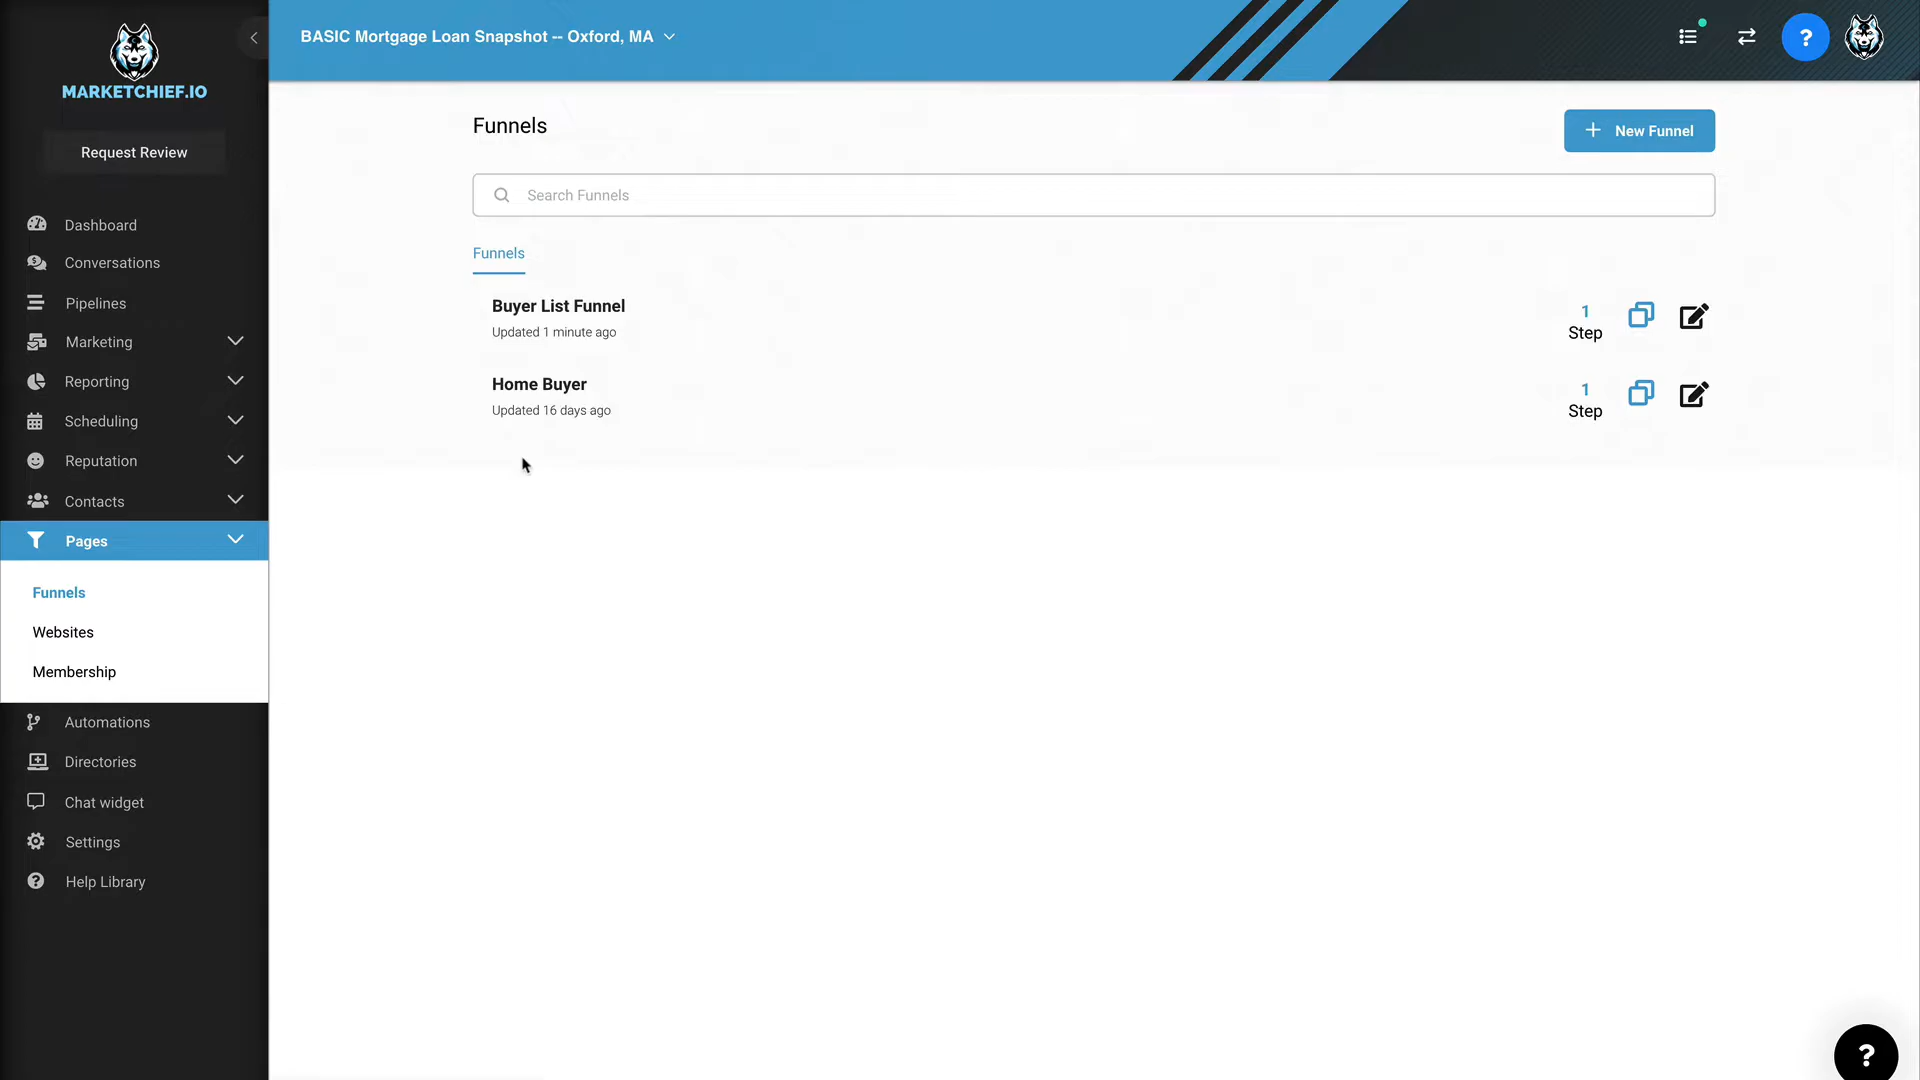 MARKETCHIEF.IO
Request Review
Dashboard
Conversations
Pipelines
Marketing
Reporting
Scheduling
Reputation
Contacts
Pages
Funnels
Websites
Membership
Automations
Directories
Chat widget
Settings
Help Library
BASIC Mortgage Loan Snapshot -- Oxford, MA
?
Funnels
+ New Funnel
Search Funnels
Funnels
Buyer List Funnel
Updated 1 minute ago
1
Step
Home Buyer
Updated 16 days ago
1
Step
?